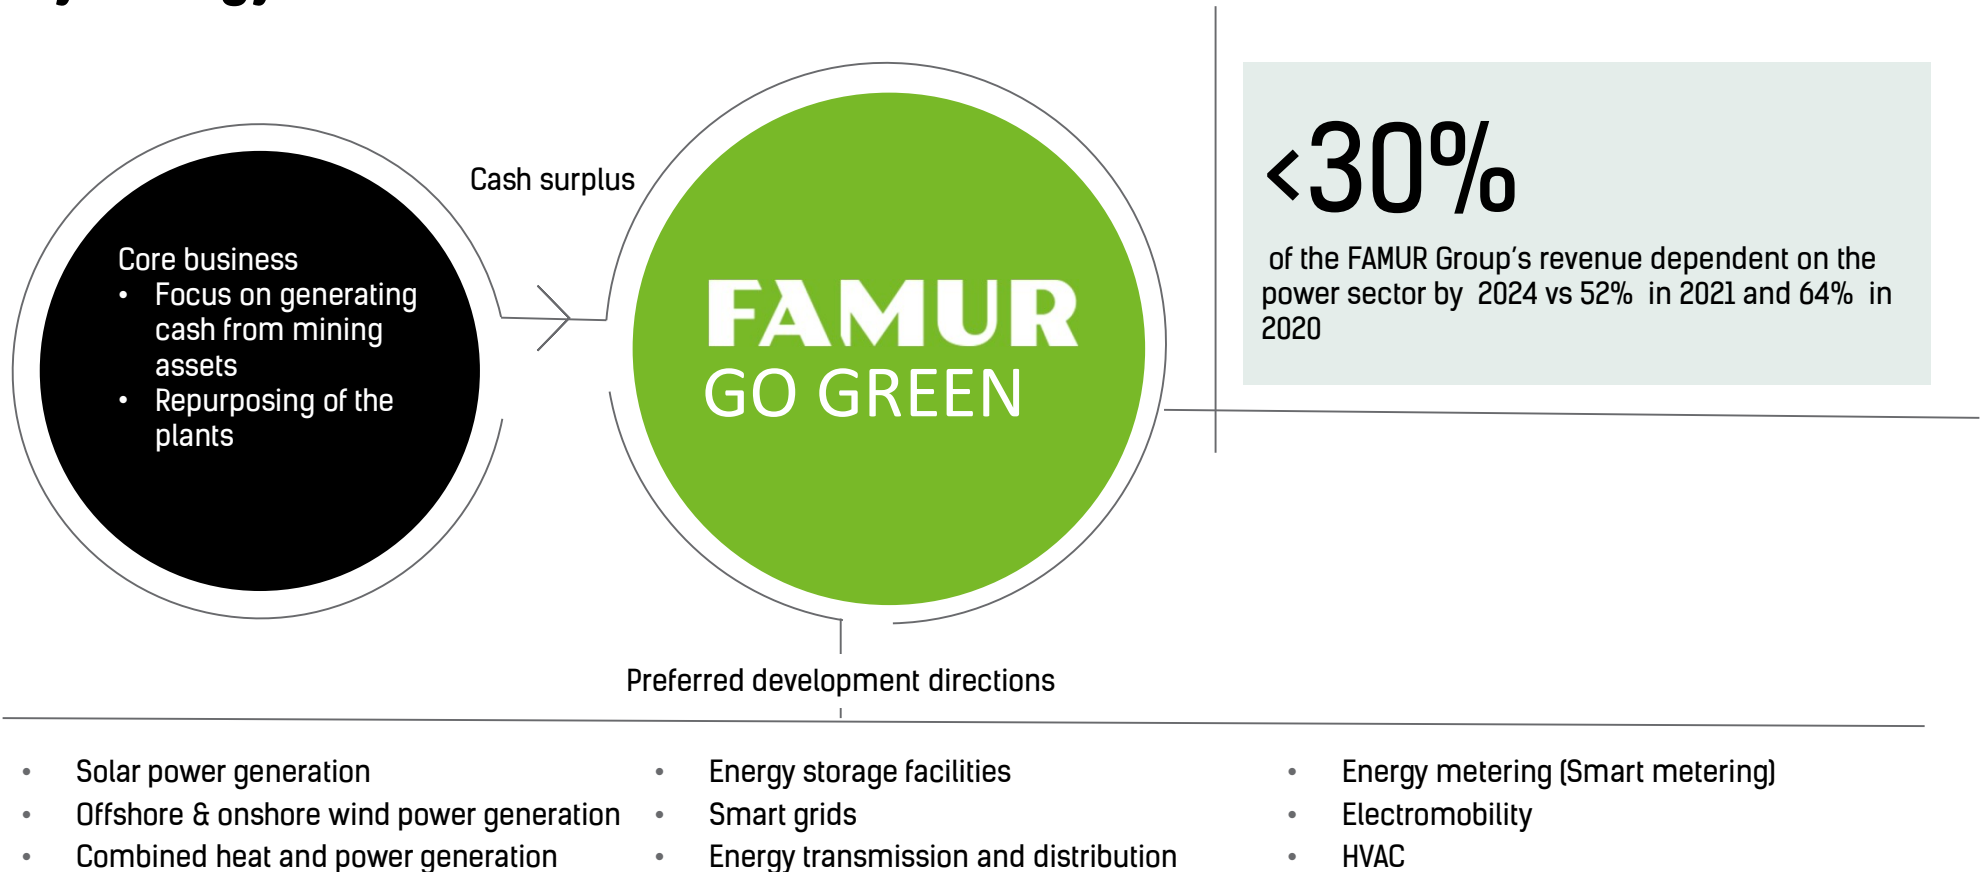 Cash surplus
Core business
• Focus on generating
cash from mining
assets
• Repurposing of the
plants
FAMUR
GO GREEN
<30%
of the FAMUR Group's revenue dependent on the
power sector by 2024 vs 52% in 2021 and 64% in
2020
Preferred development directions
• Solar power generation
• Offshore & onshore wind power generation
• Combined heat and power generation
• Energy storage facilities
• Smart grids
• Energy transmission and distribution
• Energy metering (Smart metering)
• Electromobility
• HVAC